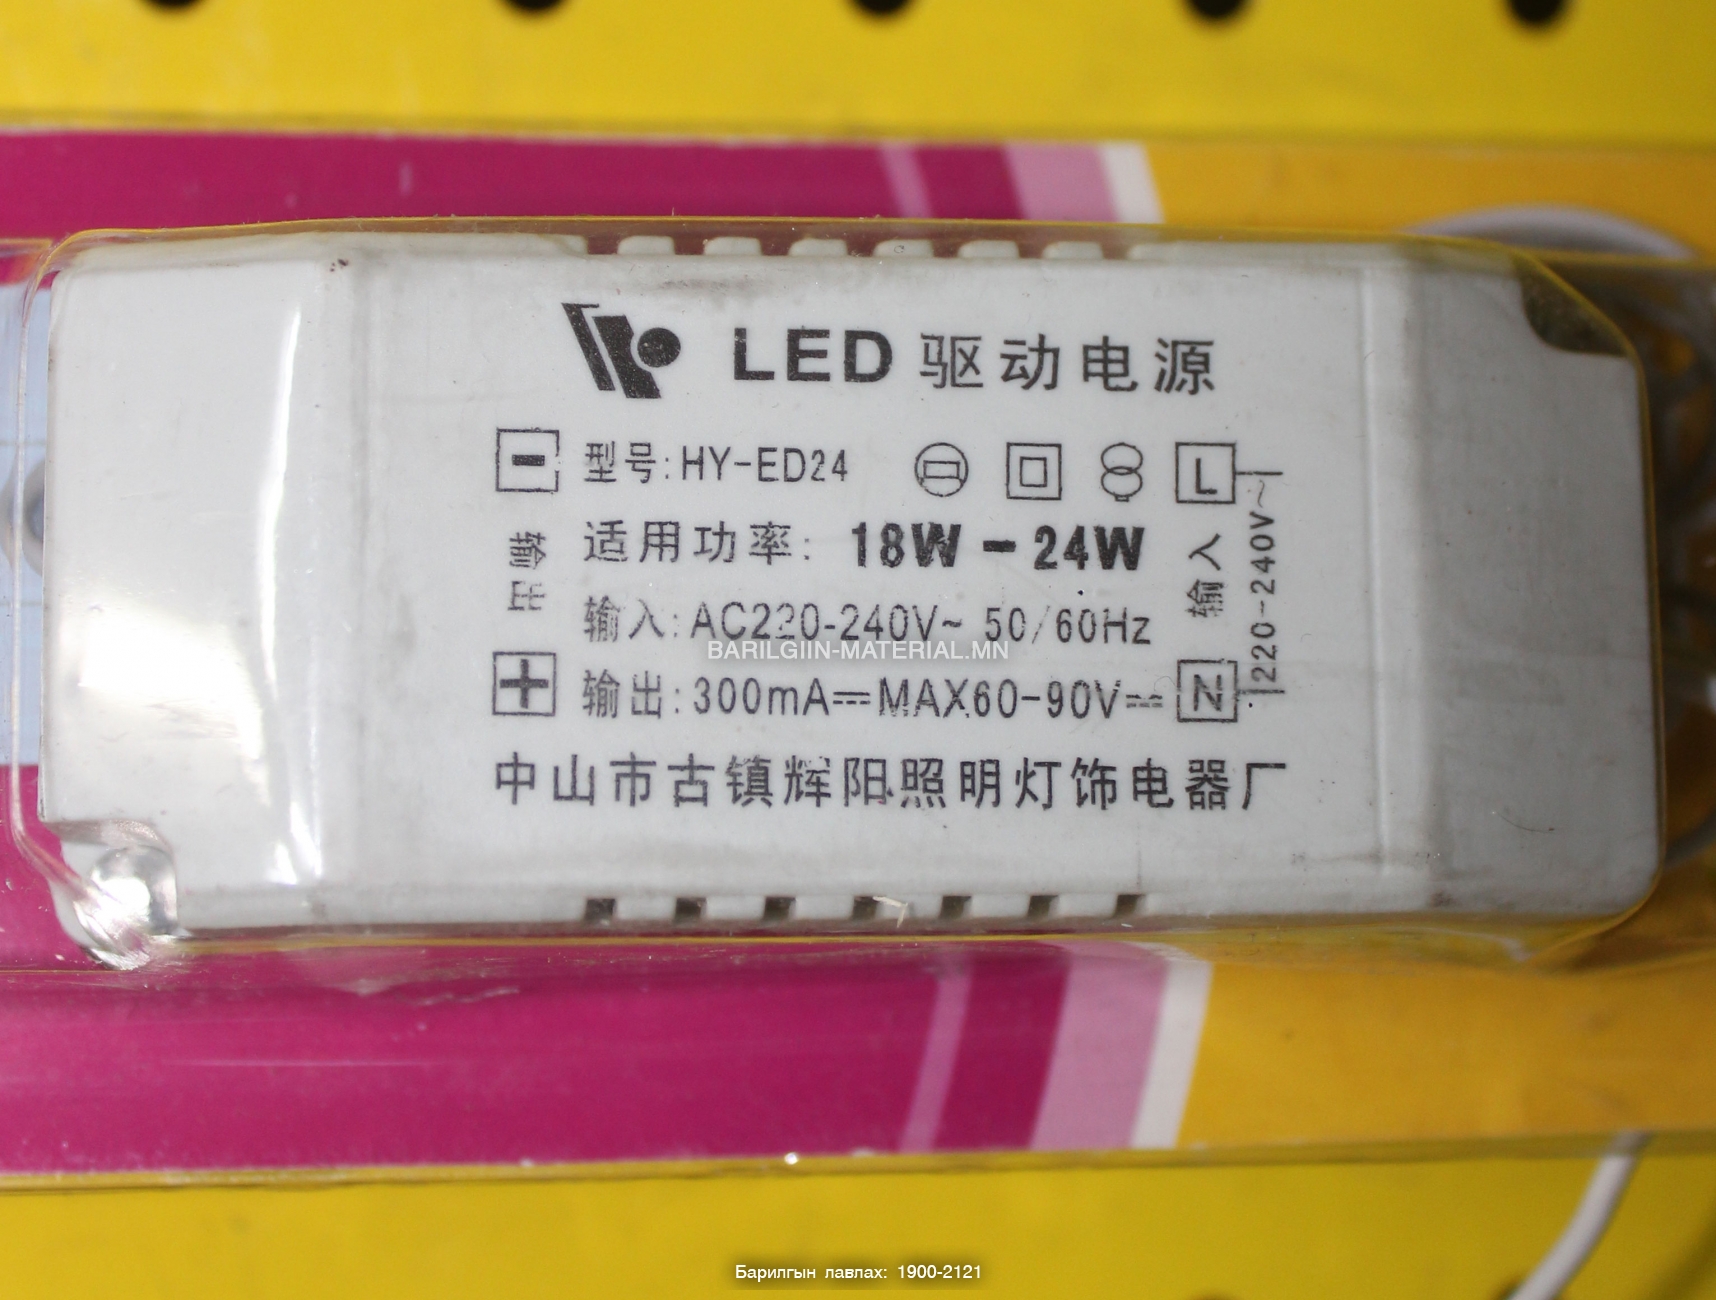 LED 驱动电源
型号: HY-ED24
L
适用功率: 18W - 24W
输出
输入
220-240V~
输入: AC220-240V~ 50/60Hz
BARILGIIN-MATERIAL.MN
输出: 300mA⎓MAX60-90V⎓
N
中山市古镇辉阳照明灯饰电器厂
Барилгын лавлах: 1900-2121